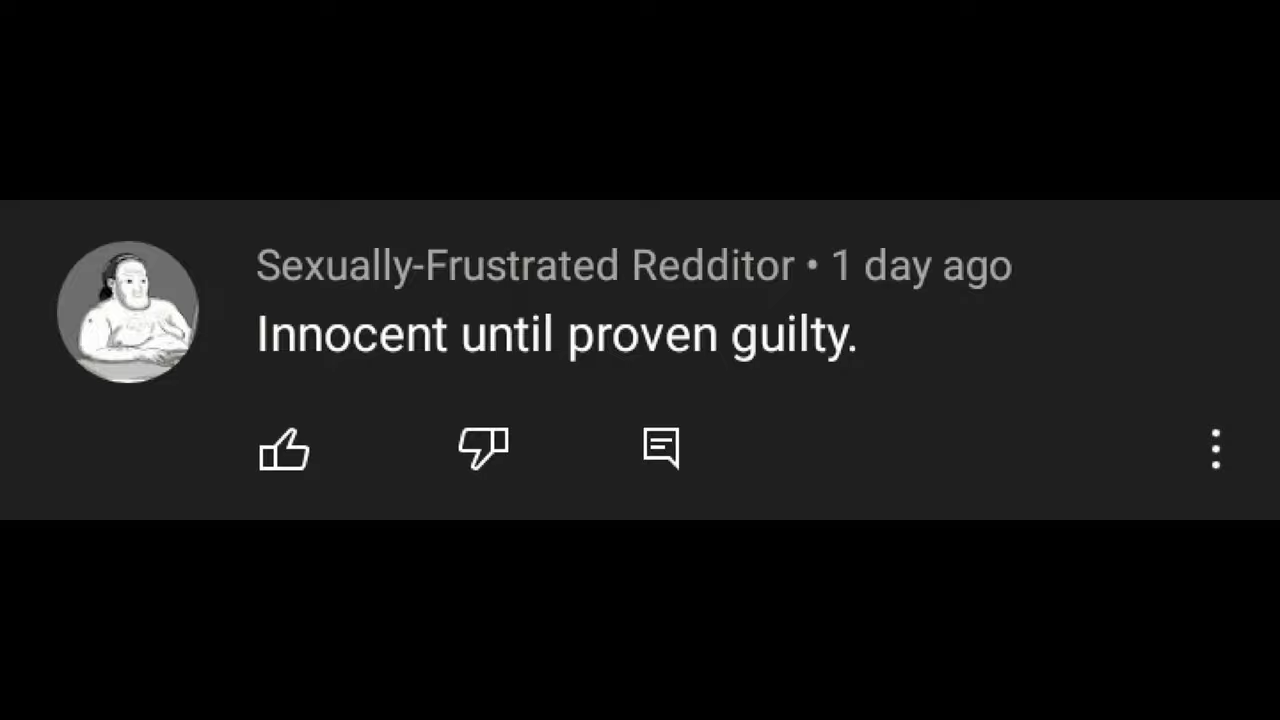 Sexually-Frustrated Redditor • 1 day ago
Innocent until proven guilty.